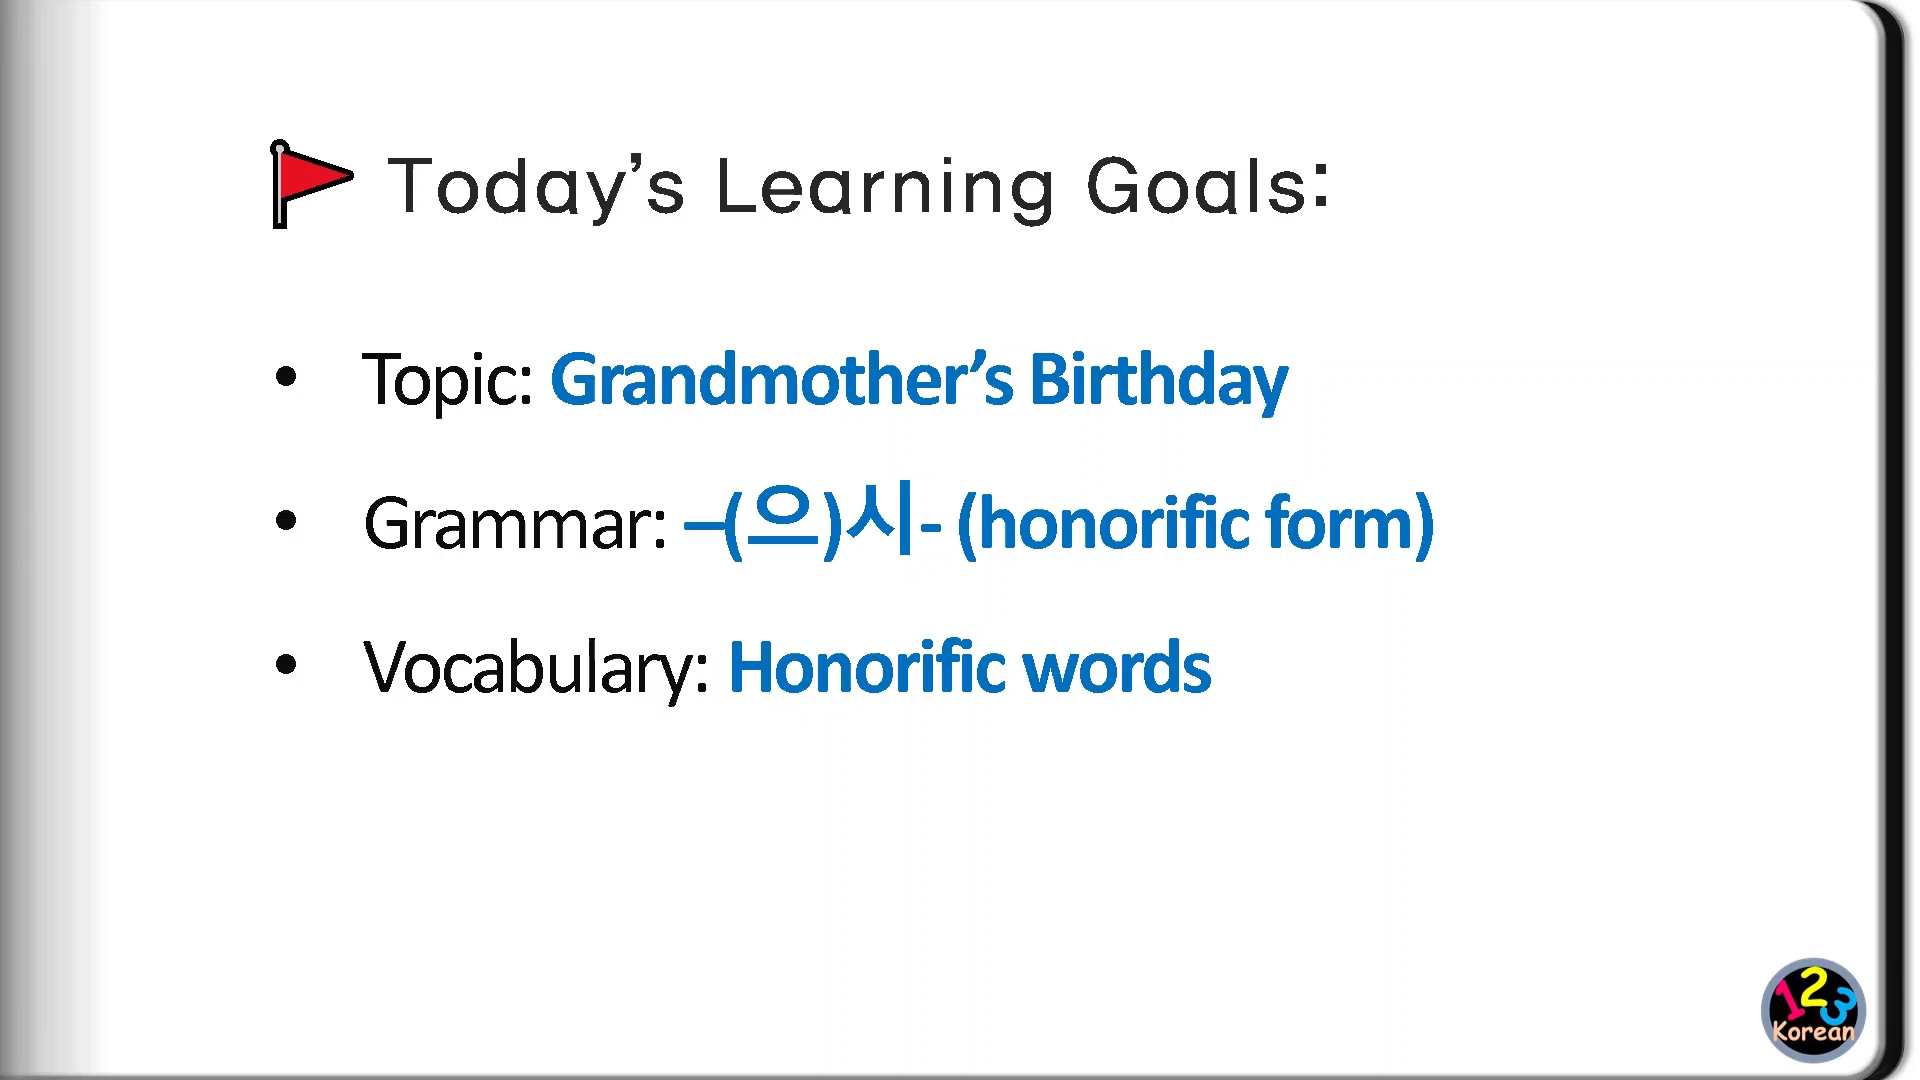 Today’s Learning Goals:
• Topic: Grandmother’s Birthday
• Grammar: –(으)시- (honorific form)
• Vocabulary: Honorific words
123
Korean